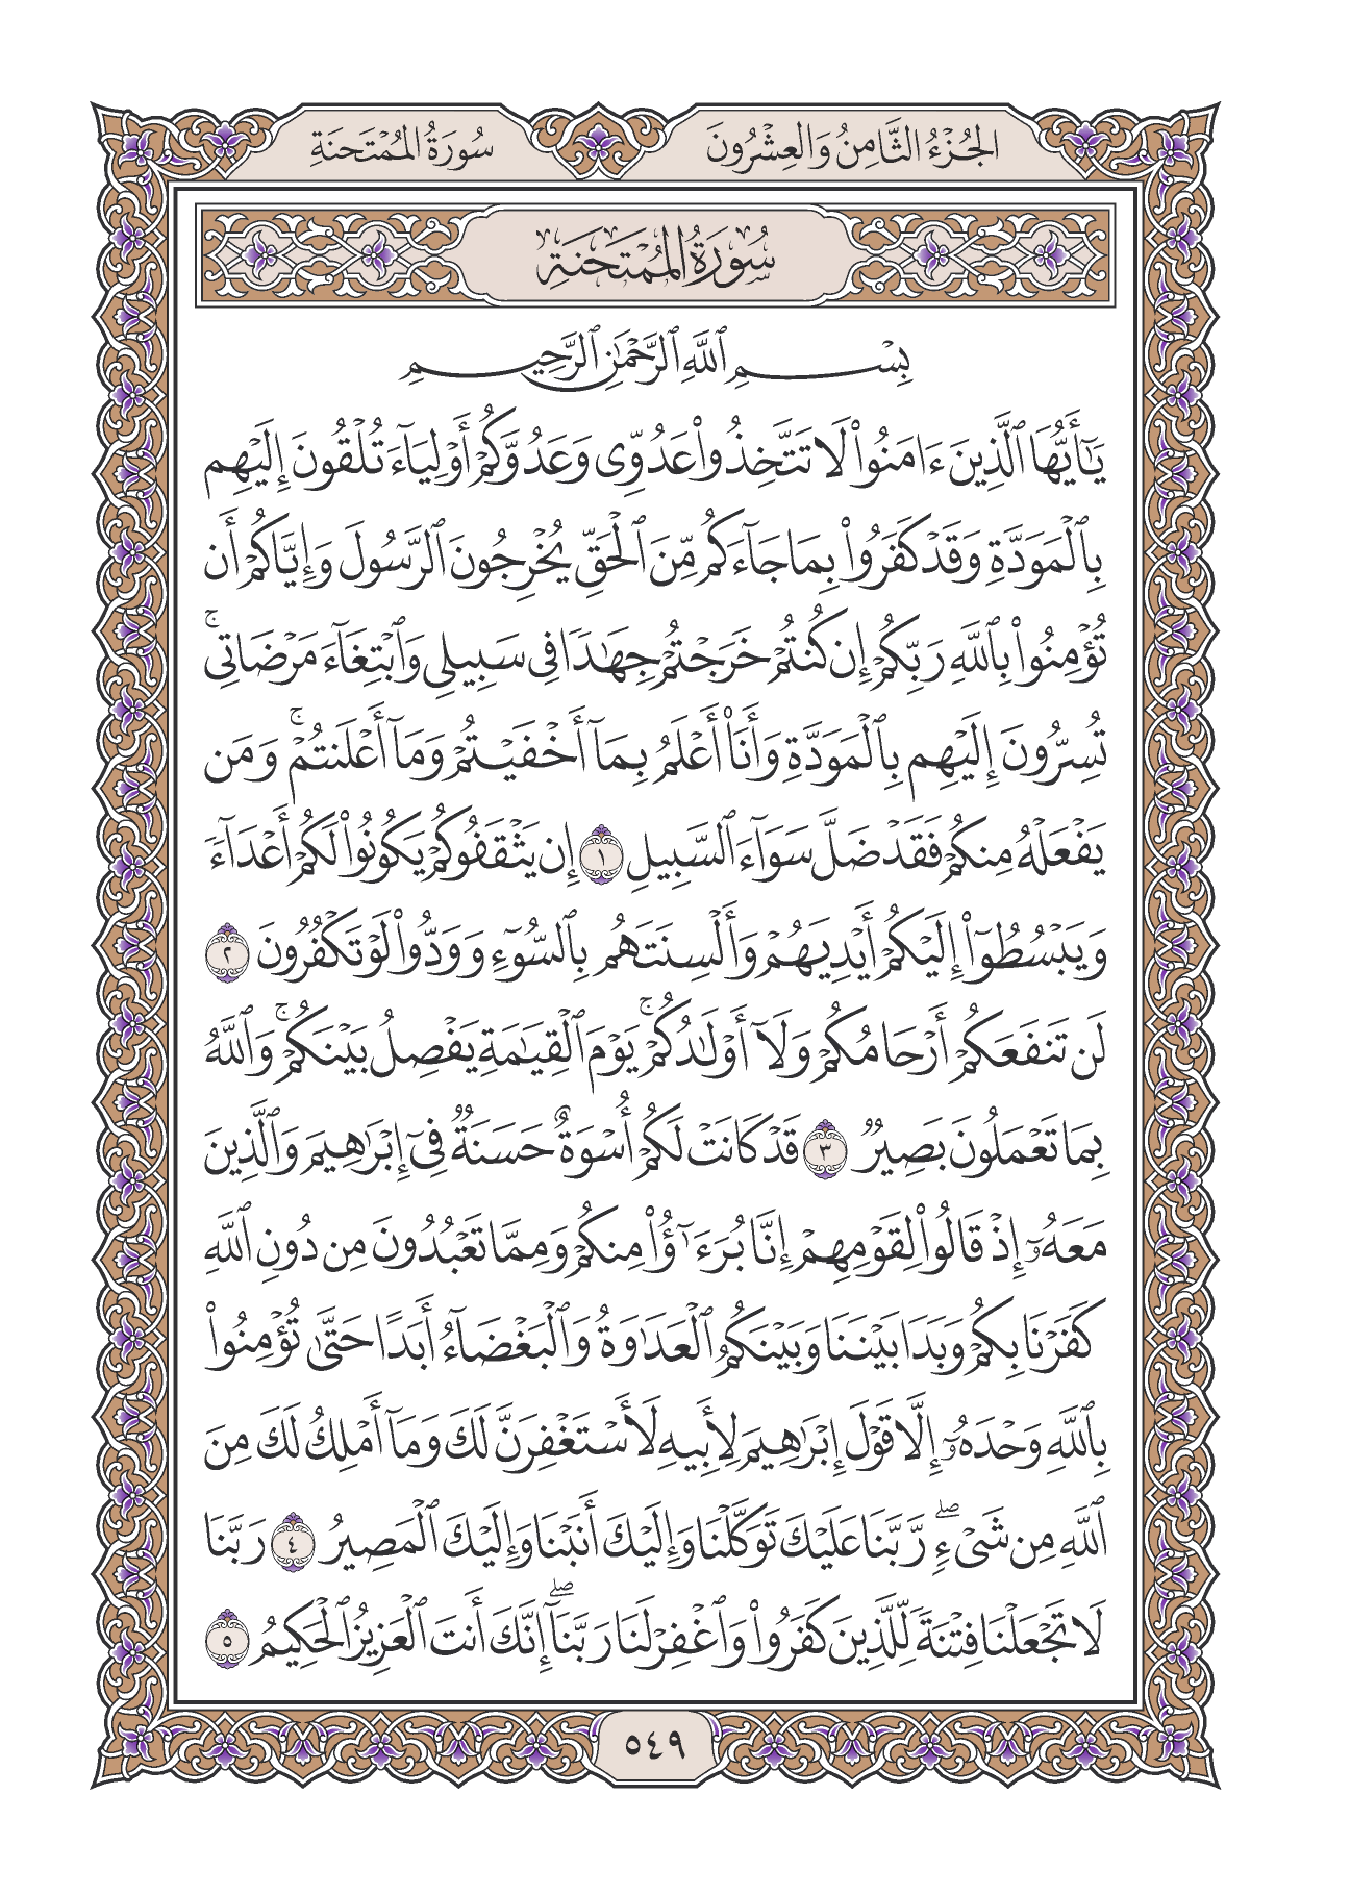 الجُزْءُ الثَّامِنُ وَالعِشْرُونَ
سُورَةُ المُمْتَحَنَةِ
سُورَةُ المُمْتَحَنَةِ
بِسْمِ ٱللَّهِ ٱلرَّحْمَٰنِ ٱلرَّحِيمِ
يَٰٓأَيُّهَا ٱلَّذِينَ ءَامَنُوا۟ لَا تَتَّخِذُوا۟ عَدُوِّى وَعَدُوَّكُمْ أَوْلِيَآءَ تُلْقُونَ إِلَيْهِم
بِٱلْمَوَدَّةِ وَقَدْ كَفَرُوا۟ بِمَا جَآءَكُم مِّنَ ٱلْحَقِّ يُخْرِجُونَ ٱلرَّسُولَ وَإِيَّاكُمْ أَن
تُؤْمِنُوا۟ بِٱللَّهِ رَبِّكُمْ إِن كُنتُمْ خَرَجْتُمْ جِهَٰدًا فِى سَبِيلِى وَٱبْتِغَآءَ مَرْضَاتِى ۚ
تُسِرُّونَ إِلَيْهِم بِٱلْمَوَدَّةِ وَأَنَا۠ أَعْلَمُ بِمَآ أَخْفَيْتُمْ وَمَآ أَعْلَنتُمْ ۚ وَمَن
يَفْعَلْهُ مِنكُمْ فَقَدْ ضَلَّ سَوَآءَ ٱلسَّبِيلِ ١ إِن يَثْقَفُوكُمْ يَكُونُوا۟ لَكُمْ أَعْدَآءً
وَيَبْسُطُوٓا۟ إِلَيْكُمْ أَيْدِيَهُمْ وَأَلْسِنَتَهُم بِٱلسُّوٓءِ وَوَدُّوا۟ لَوْ تَكْفُرُونَ ٢
لَن تَنفَعَكُمْ أَرْحَامُكُمْ وَلَآ أَوْلَٰدُكُمْ ۚ يَوْمَ ٱلْقِيَٰمَةِ يَفْصِلُ بَيْنَكُمْ ۚ وَٱللَّهُ
بِمَا تَعْمَلُونَ بَصِيرٌ ٣ قَدْ كَانَتْ لَكُمْ أُسْوَةٌ حَسَنَةٌ فِىٓ إِبْرَٰهِيمَ وَٱلَّذِينَ
مَعَهُۥٓ إِذْ قَالُوا۟ لِقَوْمِهِمْ إِنَّا بُرَءَٰٓؤُا۟ مِنكُمْ وَمِمَّا تَعْبُدُونَ مِن دُونِ ٱللَّهِ
كَفَرْنَا بِكُمْ وَبَدَا بَيْنَنَا وَبَيْنَكُمُ ٱلْعَدَٰوَةُ وَٱلْبَغْضَآءُ أَبَدًا حَتَّىٰ تُؤْمِنُوا۟
بِٱللَّهِ وَحْدَهُۥٓ إِلَّا قَوْلَ إِبْرَٰهِيمَ لِأَبِيهِ لَأَسْتَغْفِرَنَّ لَكَ وَمَآ أَمْلِكُ لَكَ مِنَ
ٱللَّهِ مِن شَىْءٍ ۖ رَّبَّنَا عَلَيْكَ تَوَكَّلْنَا وَإِلَيْكَ أَنَبْنَا وَإِلَيْكَ ٱلْمَصِيرُ ٤ رَبَّنَا
لَا تَجْعَلْنَا فِتْنَةً لِّلَّذِينَ كَفَرُوا۟ وَٱغْفِرْ لَنَا رَبَّنَآ ۖ إِنَّكَ أَنتَ ٱلْعَزِيزُ ٱلْحَكِيمُ ٥
٥٤٩